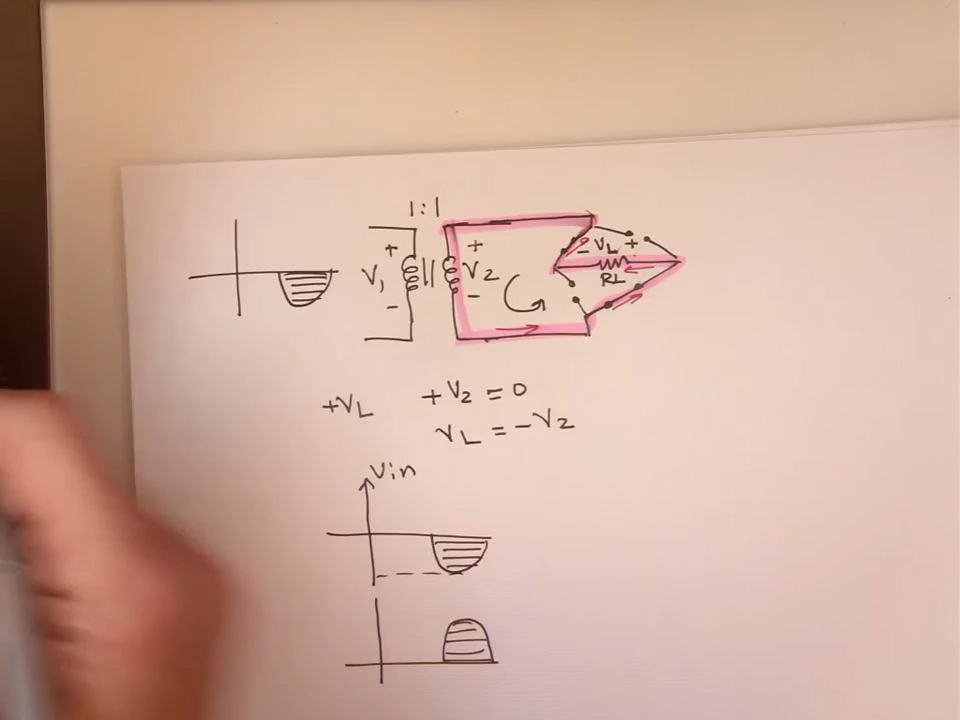 1:1
+ + - VL +
V1 V2 RL
- -
+VL +V2 = 0
VL = -V2
Vin